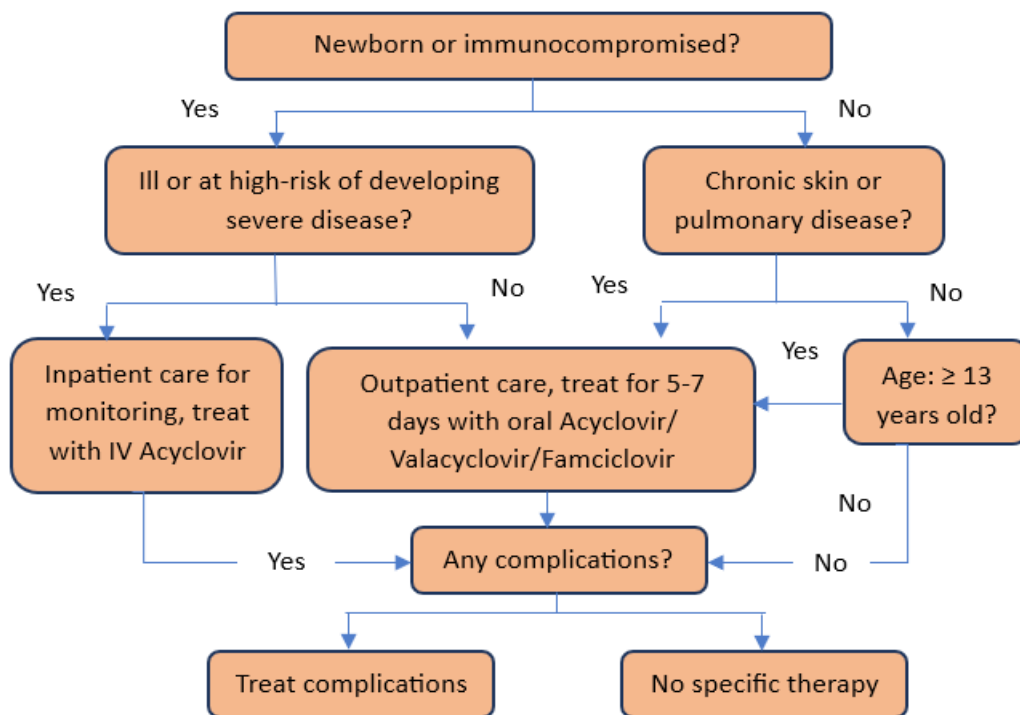 Newborn or immunocompromised?
Yes
No
Ill or at high-risk of developing
severe disease?
Chronic skin or
pulmonary disease?
Yes
No
Yes
No
Inpatient care for
monitoring, treat
with IV Acyclovir
Outpatient care, treat for 5-7
days with oral Acyclovir/
Valacyclovir/Famciclovir
Yes
Age: ≥ 13
years old?
No
Yes
Any complications?
No
Treat complications
No specific therapy